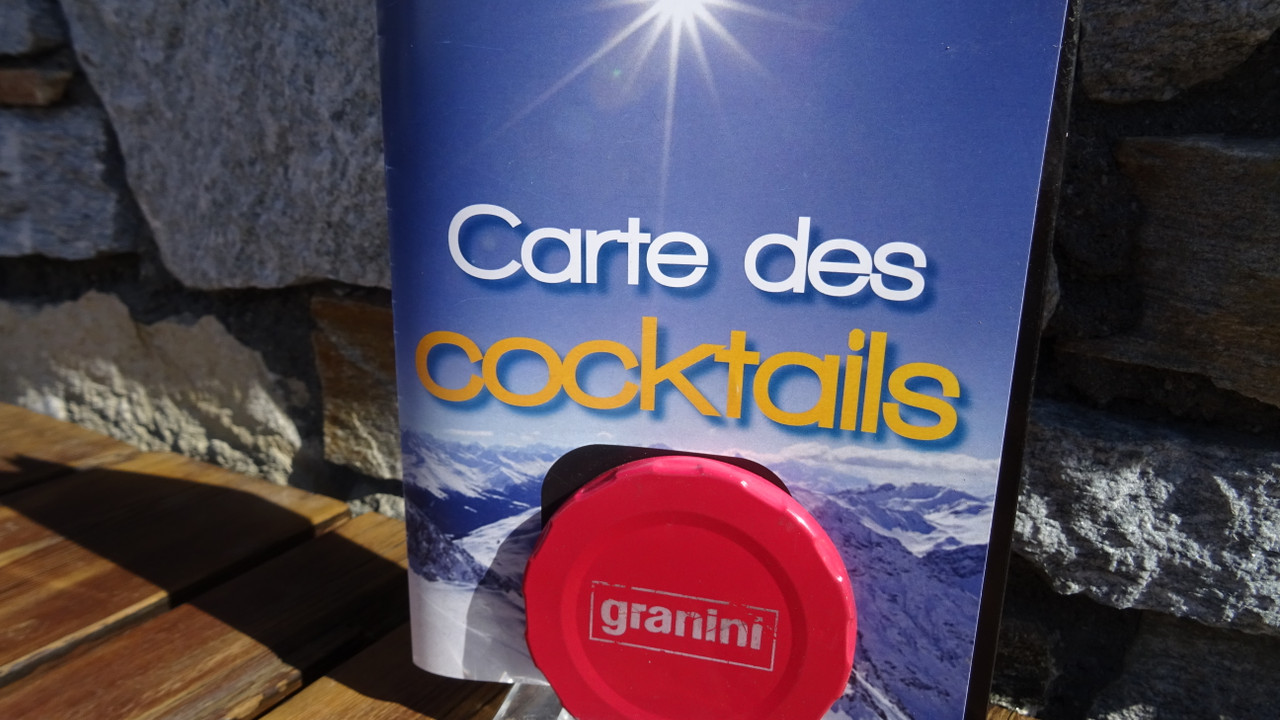 Carte des
cocktails
granini